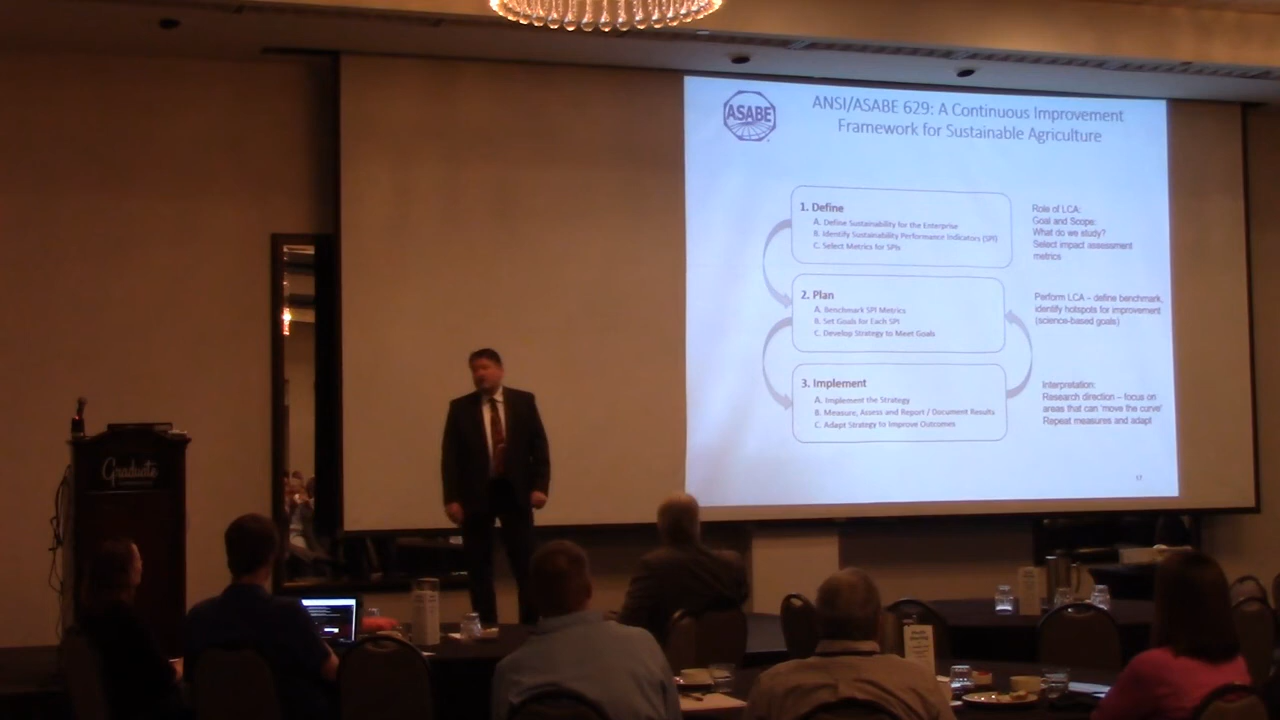 ASABE
ANSI/ASABE 629: A Continuous Improvement
Framework for Sustainable Agriculture
1. Define
A. Define Sustainability for the Enterprise
B. Identify Sustainability Performance Indicators (SPI)
C. Select Metrics for SPIs
Role of LCA:
Goal and Scope:
What do we study?
Select impact assessment
metrics
2. Plan
A. Benchmark SPI Metrics
B. Set Goals for Each SPI
C. Develop Strategy to Meet Goals
Perform LCA – define benchmark,
identify hotspots for improvement
(science-based goals)
3. Implement
A. Implement the Strategy
B. Measure, Assess and Report / Document Results
C. Adapt Strategy to Improve Outcomes
Interpretation:
Research direction – focus on
areas that can 'move the curve'
Repeat measures and adapt
17
Graduate